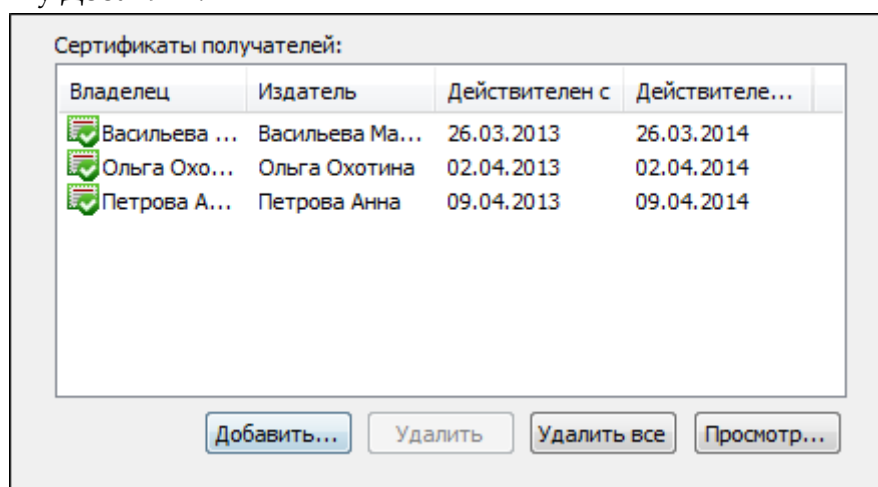 Сертификаты получателей:
Владелец Издатель Действителен с Действителе...
Васильева ... Васильева Ма... 26.03.2013 26.03.2014
Ольга Охо... Ольга Охотина 02.04.2013 02.04.2014
Петрова А... Петрова Анна 09.04.2013 09.04.2014
Добавить... Удалить Удалить все Просмотр...